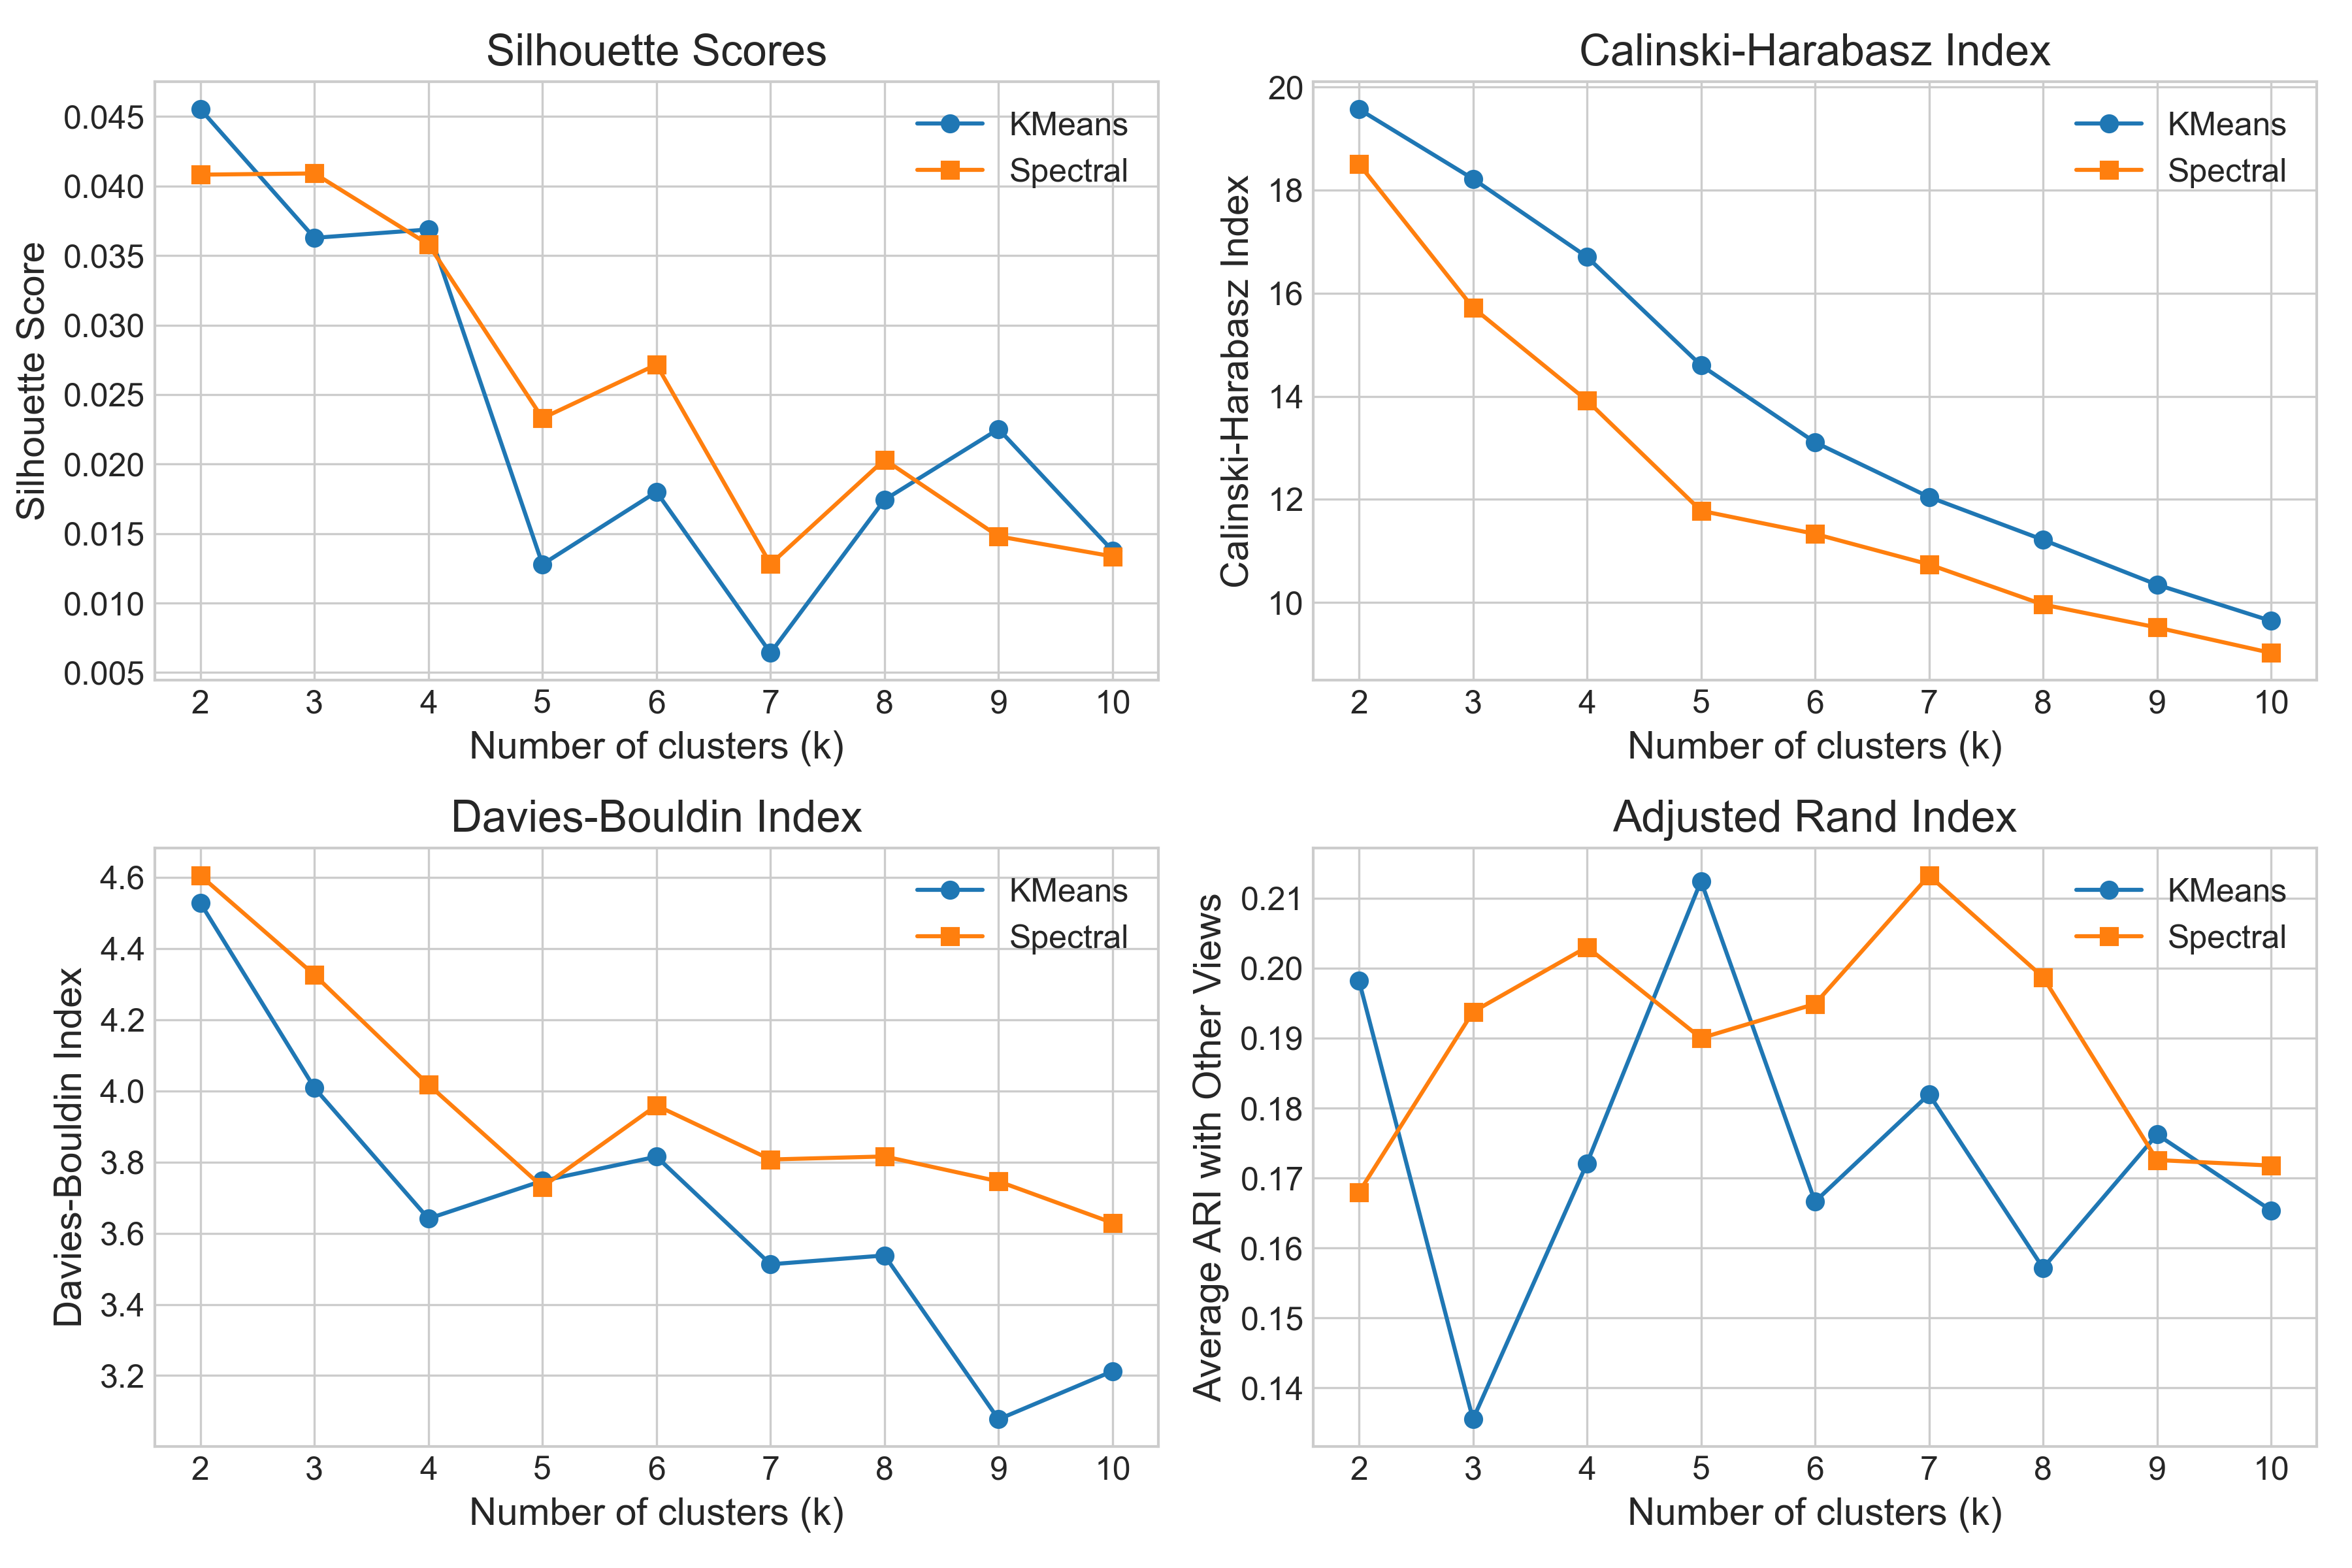 Silhouette Scores
Silhouette Score
0.045
0.040
0.035
0.030
0.025
0.020
0.015
0.010
0.005
KMeans
Spectral
2 3 4 5 6 7 8 9 10
Number of clusters (k)
Calinski-Harabasz Index
Calinski-Harabasz Index
20
18
16
14
12
10
KMeans
Spectral
2 3 4 5 6 7 8 9 10
Number of clusters (k)
Davies-Bouldin Index
Davies-Bouldin Index
4.6
4.4
4.2
4.0
3.8
3.6
3.4
3.2
KMeans
Spectral
2 3 4 5 6 7 8 9 10
Number of clusters (k)
Adjusted Rand Index
Average ARI with Other Views
0.21
0.20
0.19
0.18
0.17
0.16
0.15
0.14
KMeans
Spectral
2 3 4 5 6 7 8 9 10
Number of clusters (k)